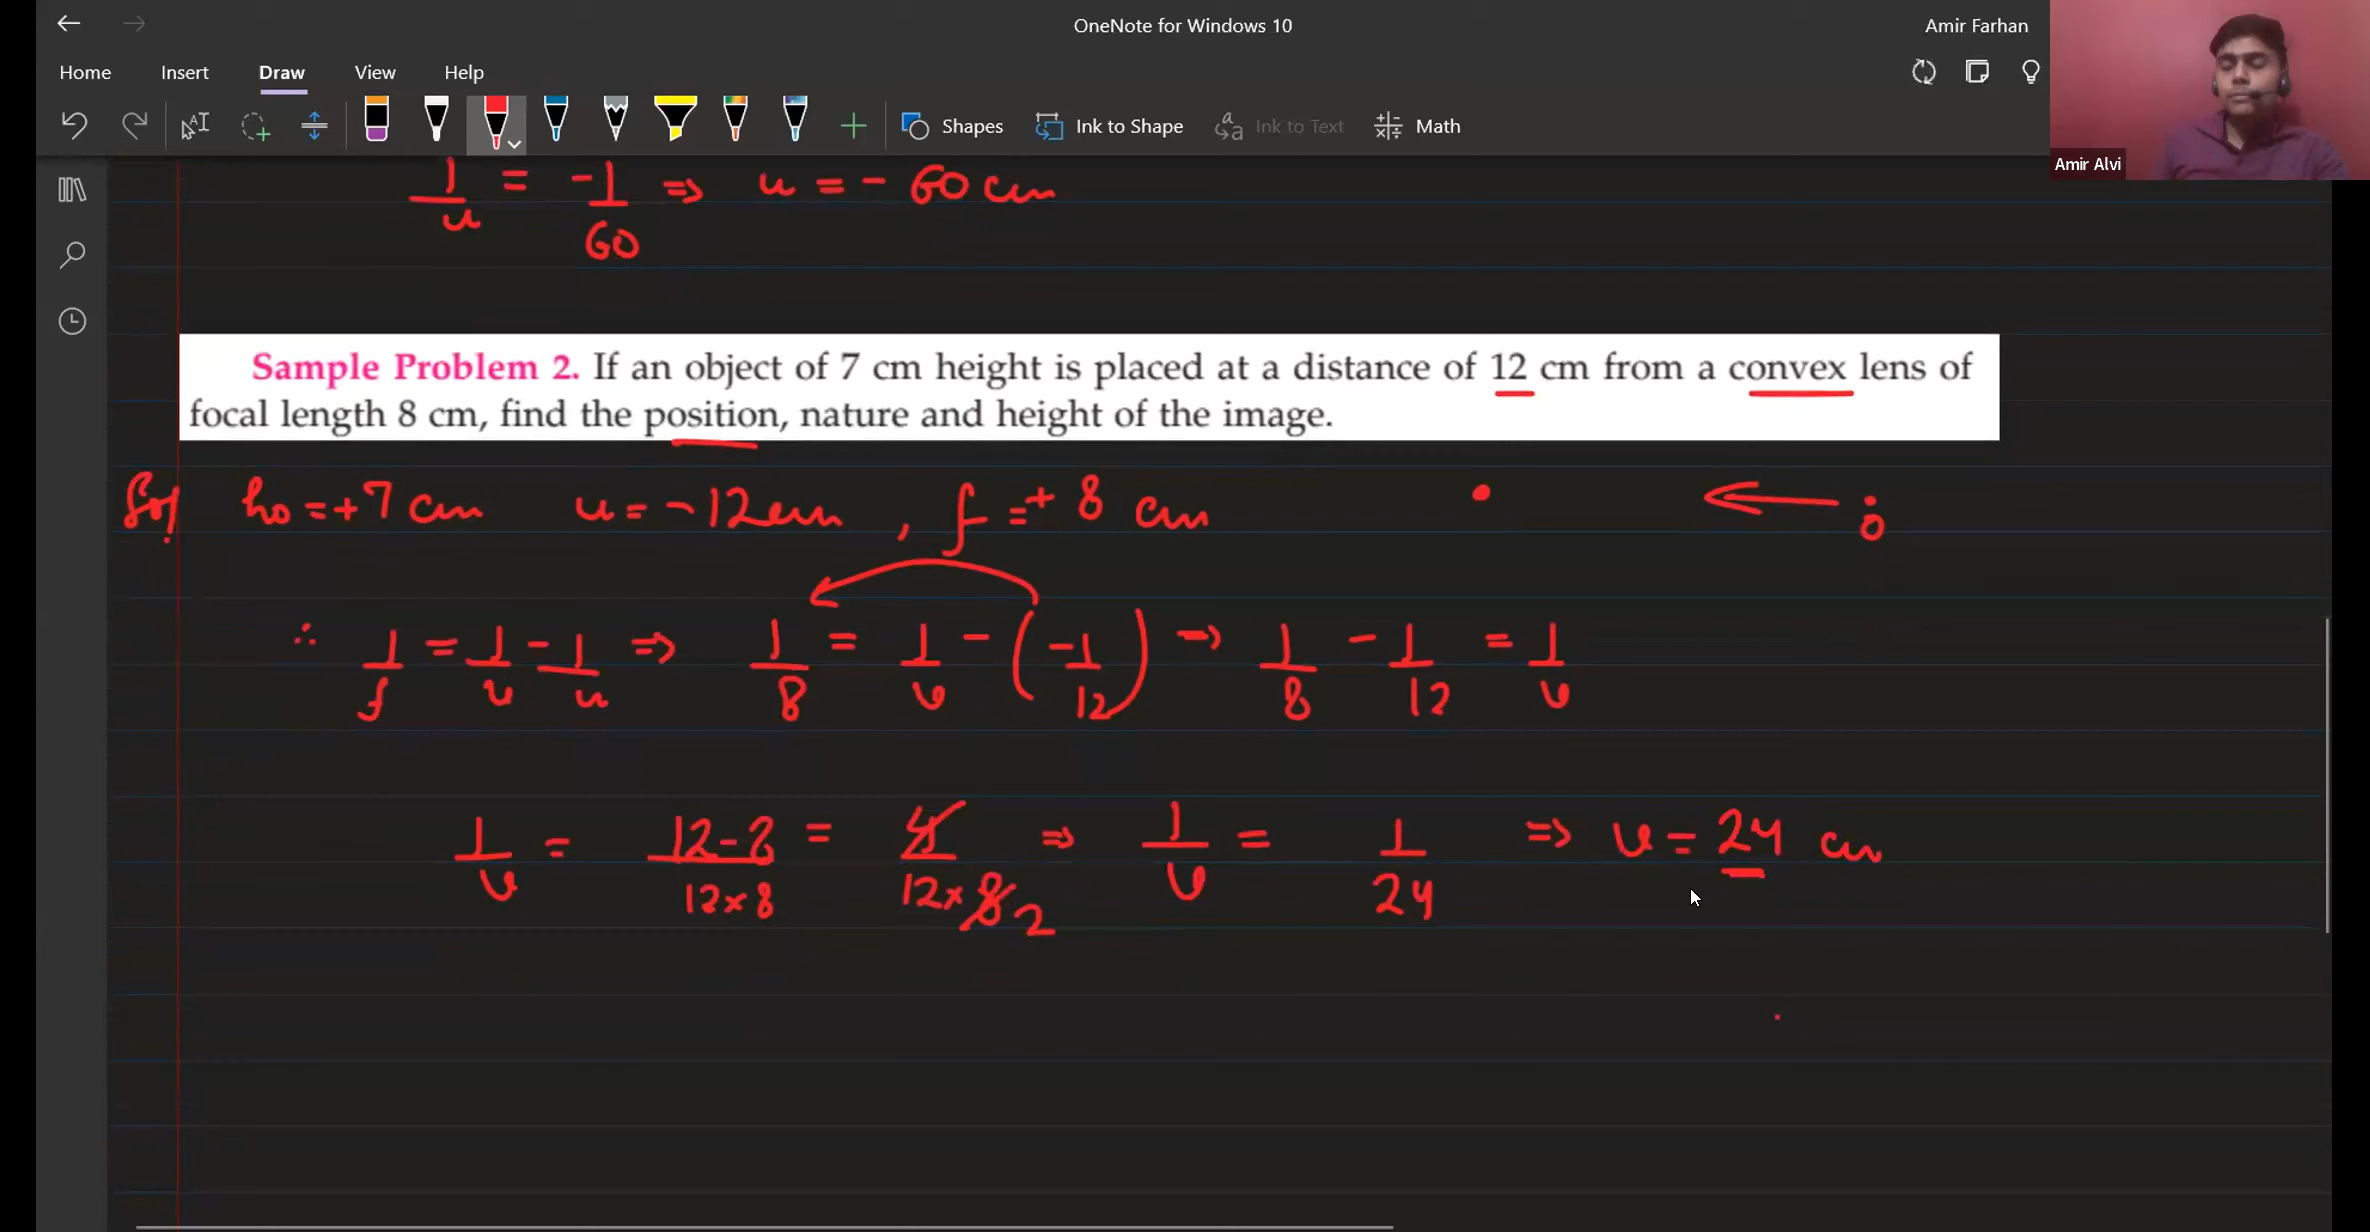 OneNote for Windows 10
Amir Farhan
Home Insert Draw View Help
Shapes Ink to Shape Ink to Text Math
Amir Alvi
1/u = -1/60 ⇒ u = - 60 cm
Sample Problem 2. If an object of 7 cm height is placed at a distance of 12 cm from a convex lens of
focal length 8 cm, find the position, nature and height of the image.
Sol ho = +7 cm u = -12 cm , f = + 8 cm
∴ 1/f = 1/v - 1/u ⇒ 1/8 = 1/v - (-1/12) → 1/8 - 1/12 = 1/v
1/v = 12-8/12×8 = 4/12×8 2 ⇒ 1/v = 1/24 ⇒ v = 24 cm